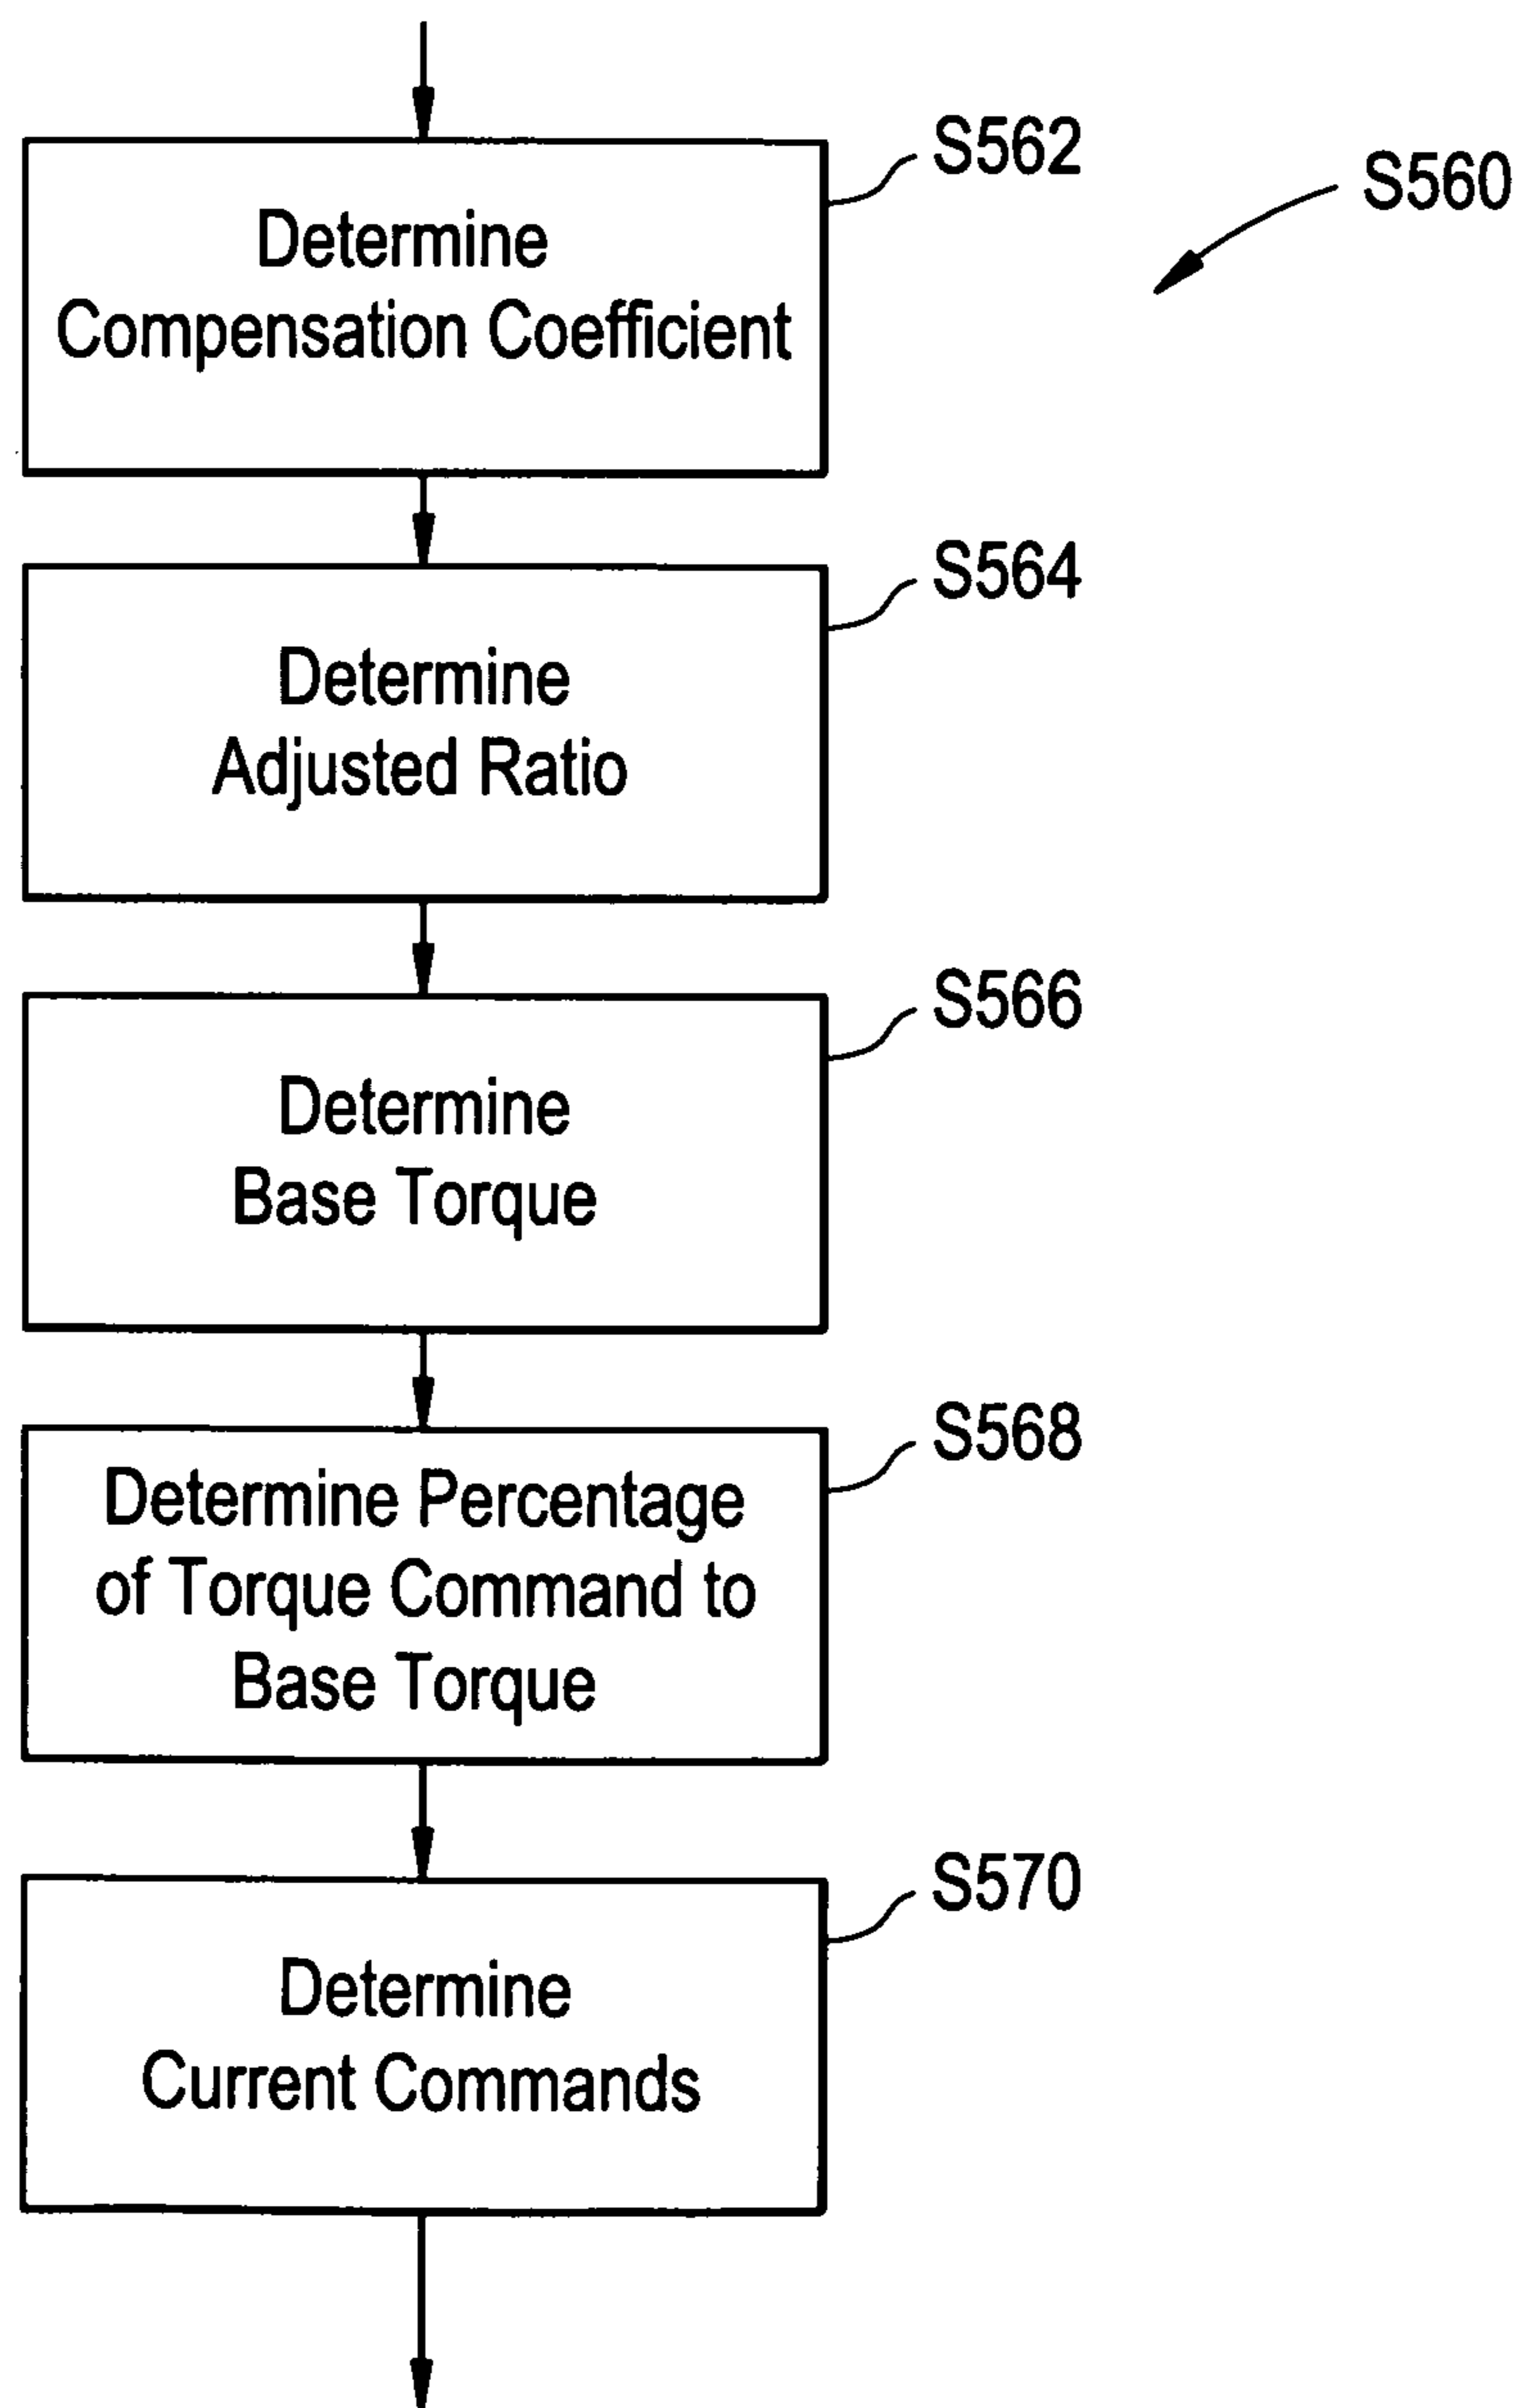 S562
S560
Determine
Compensation Coefficient
S564
Determine
Adjusted Ratio
S566
Determine
Base Torque
S568
Determine Percentage
of Torque Command to
Base Torque
S570
Determine
Current Commands